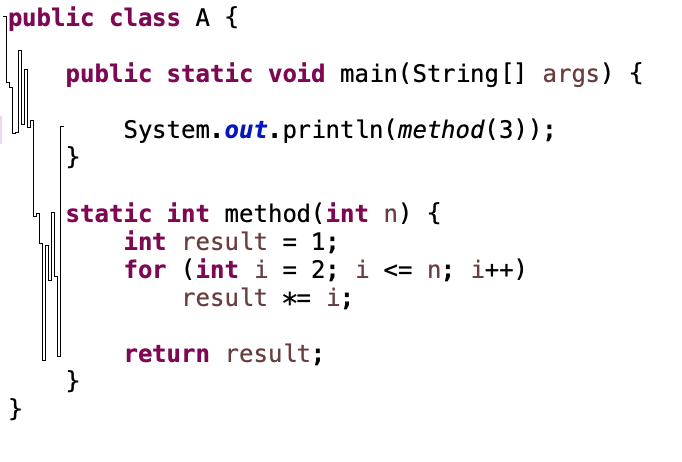 public class A {
public static void main(String[] args) {
System.out.println(method(3));
}
static int method(int n) {
int result = 1;
for (int i = 2; i <= n; i++)
result *= i;
return result;
}
}